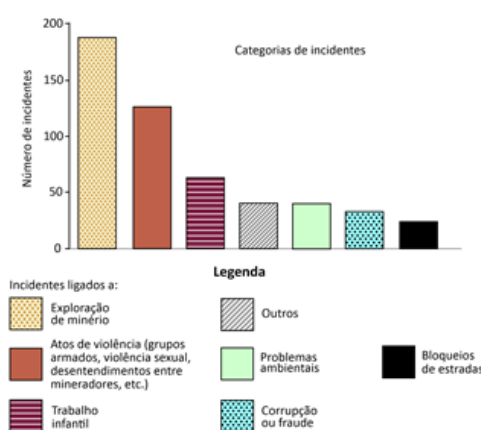 200
Categorias de incidentes
150
100
50
0
Número de incidentes
Legenda
Incidentes ligados a:
Exploração
de minério
Outros
Atos de violência (grupos
armados, violência sexual,
desentendimentos entre
mineradores, etc.)
Problemas
ambientais
Bloqueios
de estradas
Trabalho
infantil
Corrupção
ou fraude